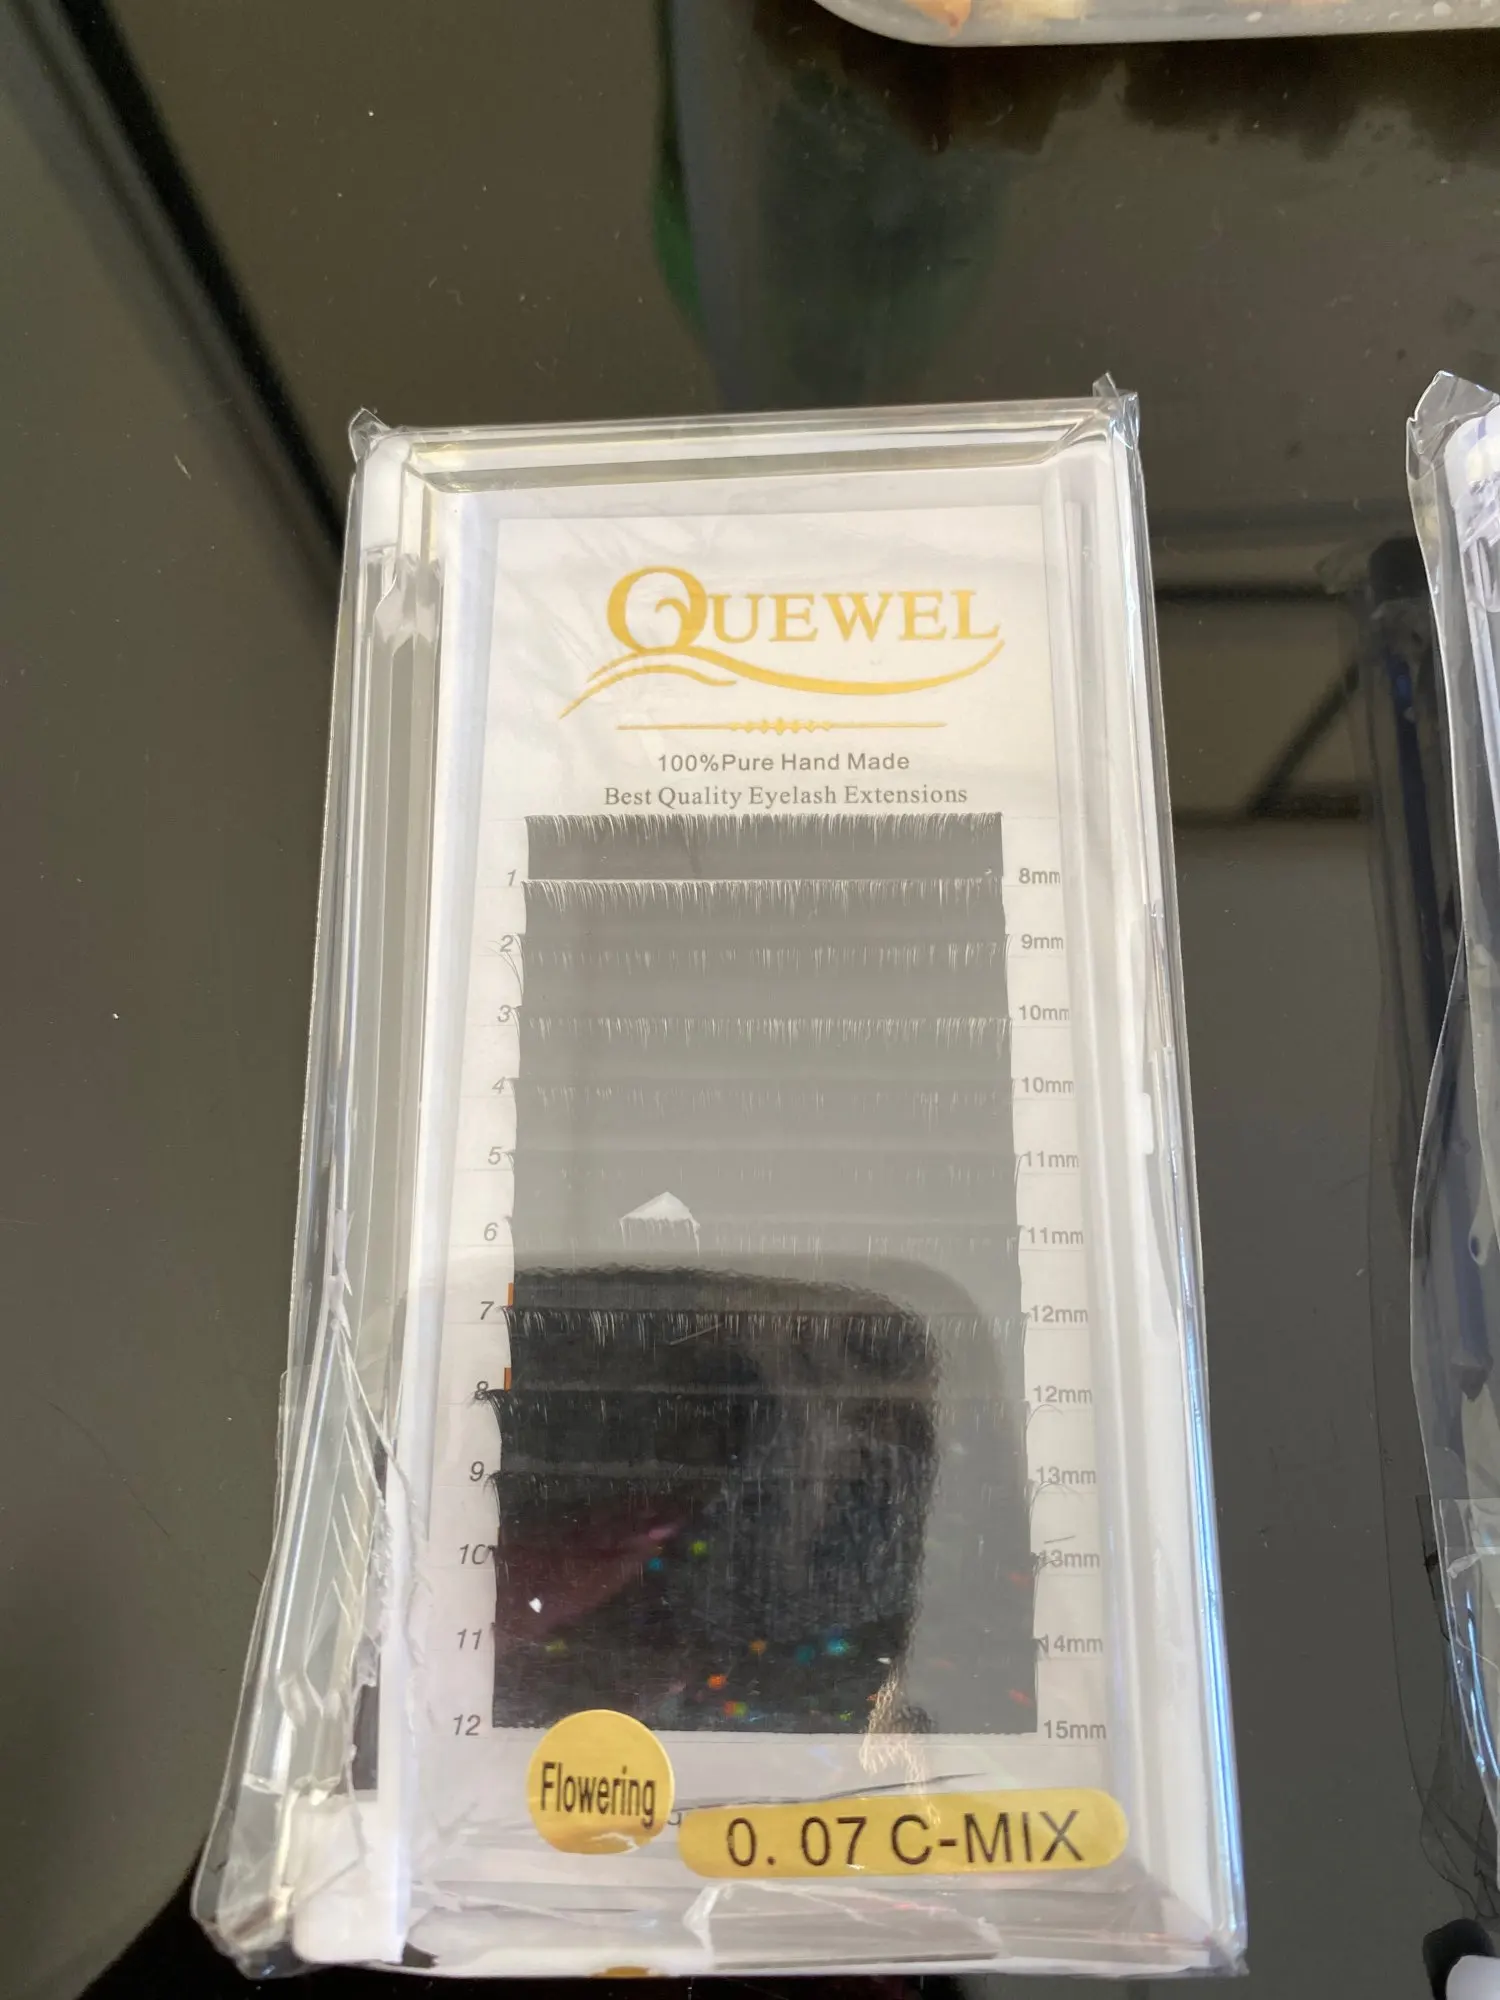 QUEWEL
100%Pure Hand Made
Best Quality Eyelash Extensions
1 8mm
2 9mm
3 10mm
4 10mm
5 11mm
6 11mm
7 12mm
8 12mm
9 13mm
10 13mm
11 14mm
12 15mm
Flowering
0.07 C-MIX